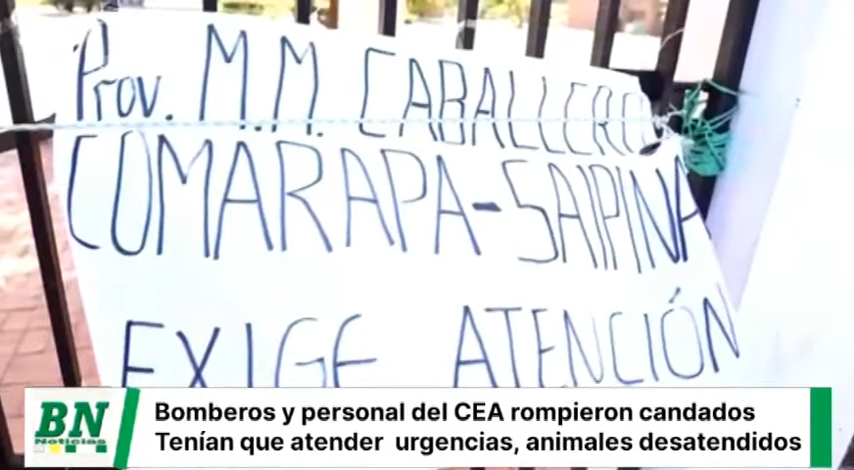 Prov. M.M. CABALLERO
COMARAPA-SAIPINA
EXIGE ATENCIÓN
BN
Noticias
Bomberos y personal del CEA rompieron candados
Tenían que atender urgencias, animales desatendidos